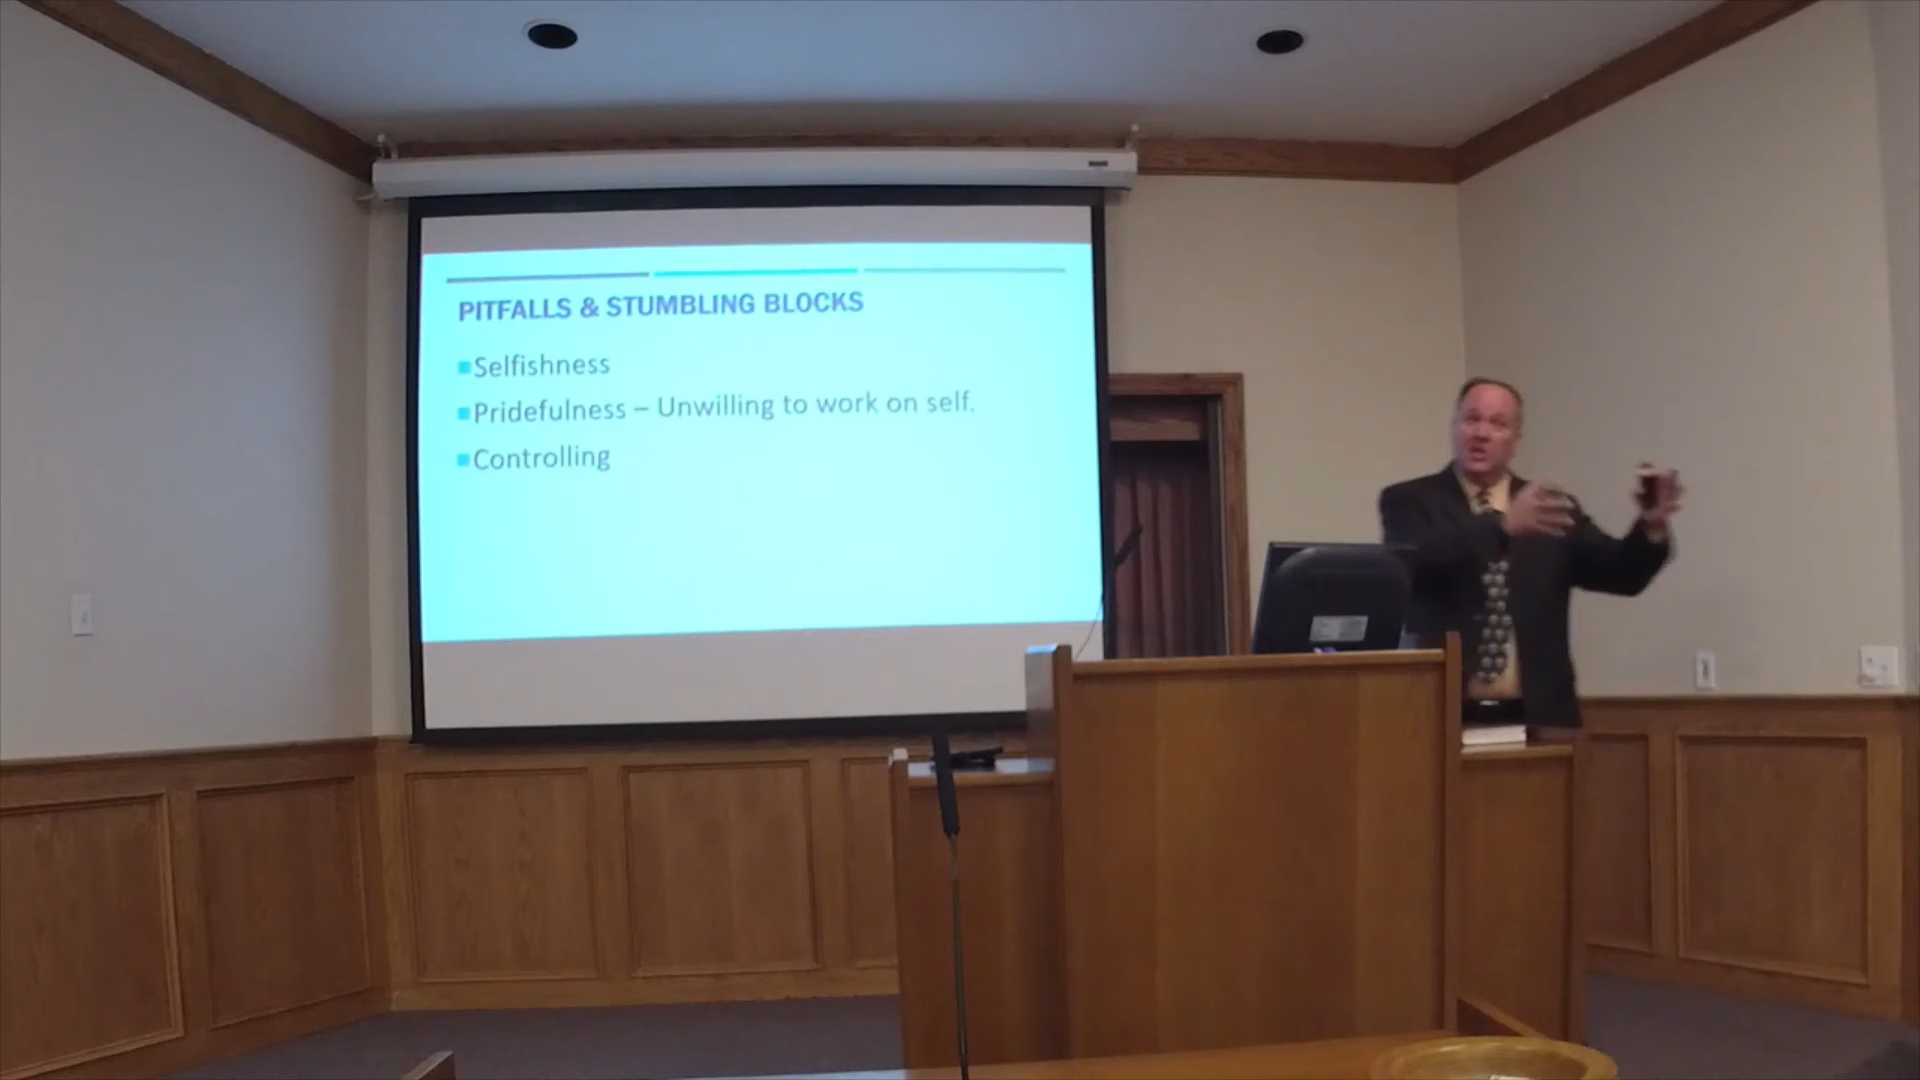 PITFALLS & STUMBLING BLOCKS
Selfishness
Pridefulness – Unwilling to work on self.
Controlling